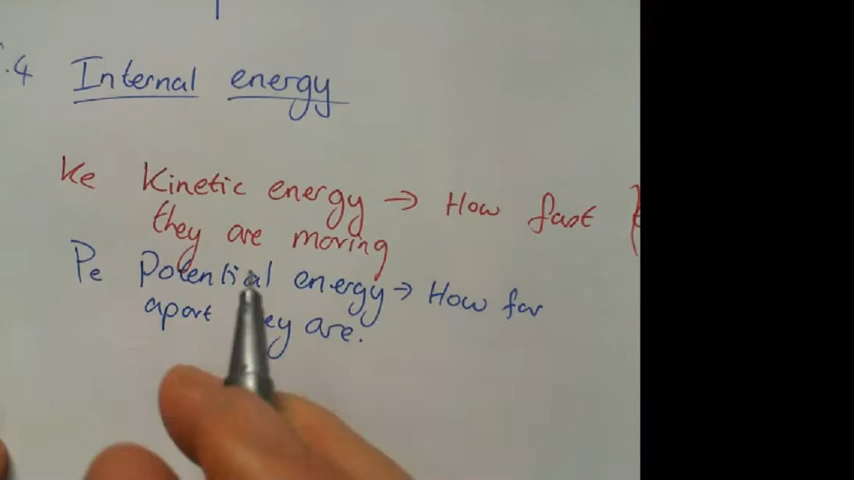 .4 Internal energy
Ke Kinetic energy → How fast
they are moving
Pe Potential energy → How far
apart ey are.